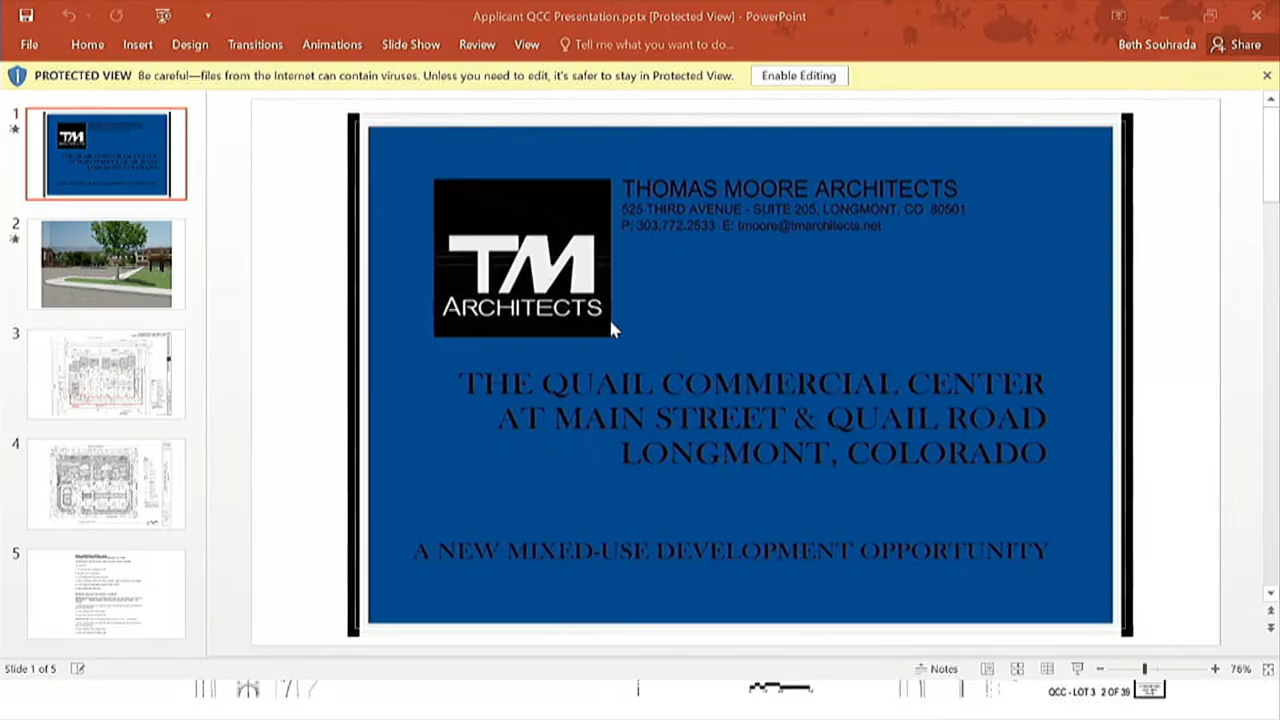 Applicant QCC Presentation.pptx [Protected View] - PowerPoint
File Home Insert Design Transitions Animations Slide Show Review View Tell me what you want to do... Beth Souhrada Share
PROTECTED VIEW Be careful—files from the Internet can contain viruses. Unless you need to edit, it's safer to stay in Protected View. Enable Editing
1
2
3
4
5
TM
ARCHITECTS
THOMAS MOORE ARCHITECTS
525 THIRD AVENUE - SUITE 205, LONGMONT, CO 80501
P: 303.772.2533 E: tmoore@tmarchitects.net
THE QUAIL COMMERCIAL CENTER
AT MAIN STREET & QUAIL ROAD
LONGMONT, COLORADO
A NEW MIXED-USE DEVELOPMENT OPPORTUNITY
Slide 1 of 5 Notes 76%
QCC - LOT 3 2 OF 39